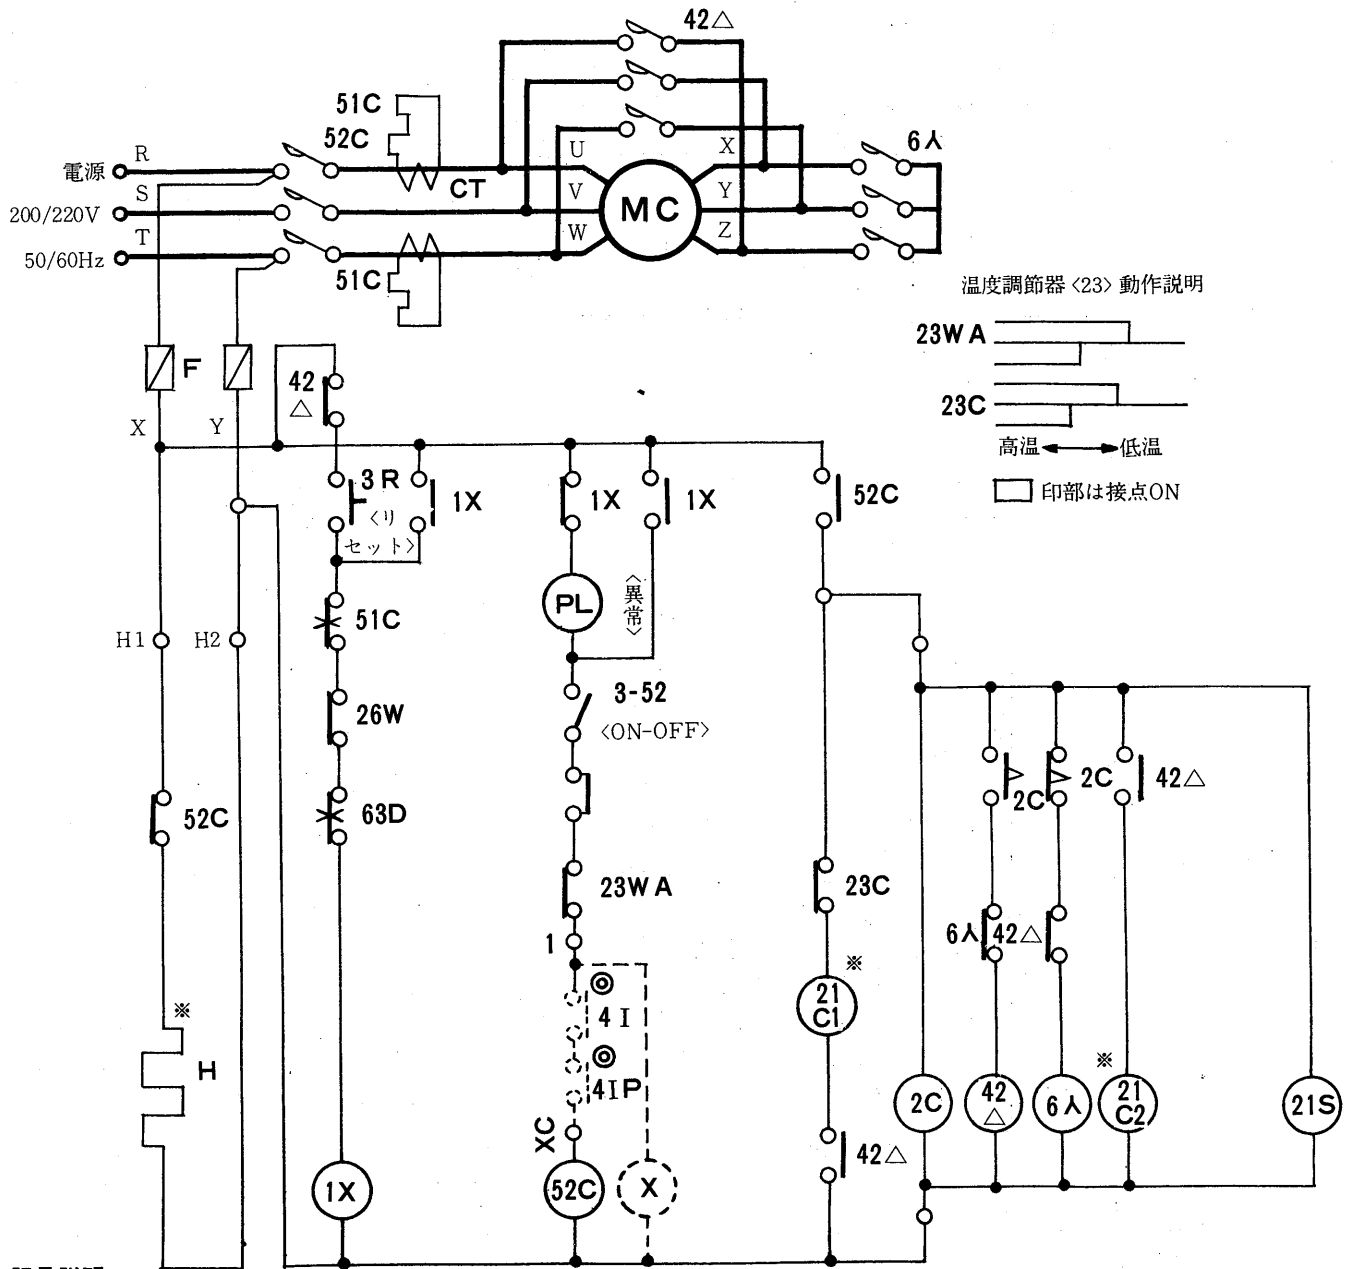 42△
51C
52C
6人
電源
R
U
X
CT
S
V
MC
Y
200/220V
T
W
Z
50/60Hz
51C
温度調節器〈23〉動作説明
23WA
F
42
△
23C
X
Y
高温
低温
3R
〈リ
セット〉
1X
1X
1X
52C
印部は接点ON
PL
〈異常〉
51C
H1
H2
3-52
〈ON-OFF〉
26W
2C
2C
42△
52C
63D
23WA
23C
1
6人
42△
※
◎
4I
21
C1
※
◎
4IP
※
H
2C
42
△
6人
21
C2
21S
XC
42△
1X
52C
X